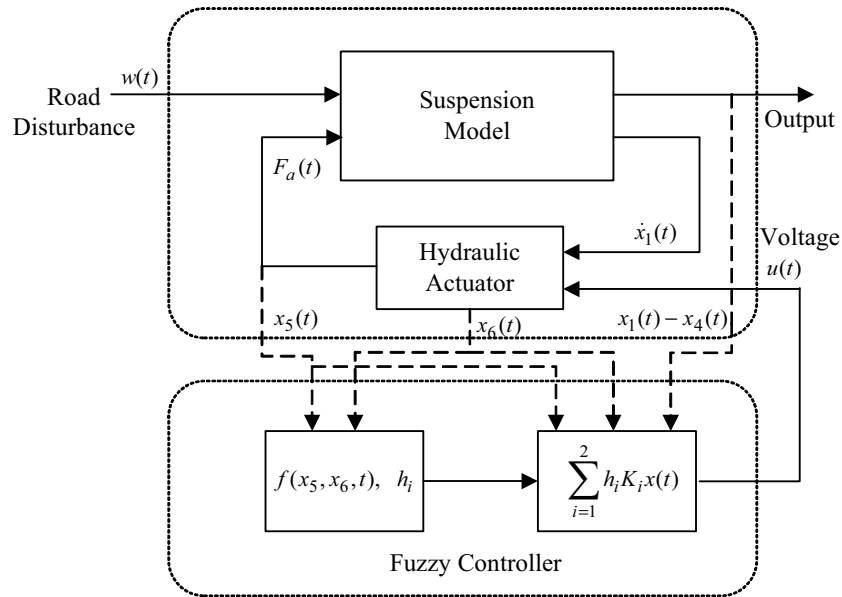 w(t)
Road
Disturbance
Suspension
Model
Output
F_a(t)
Hydraulic
Actuator
ẋ_1(t)
Voltage
u(t)
x_5(t)
x_6(t)
x_1(t) − x_4(t)
f(x_5, x_6, t), h_i
\sum_{i=1}^{2} h_i K_i x(t)
Fuzzy Controller